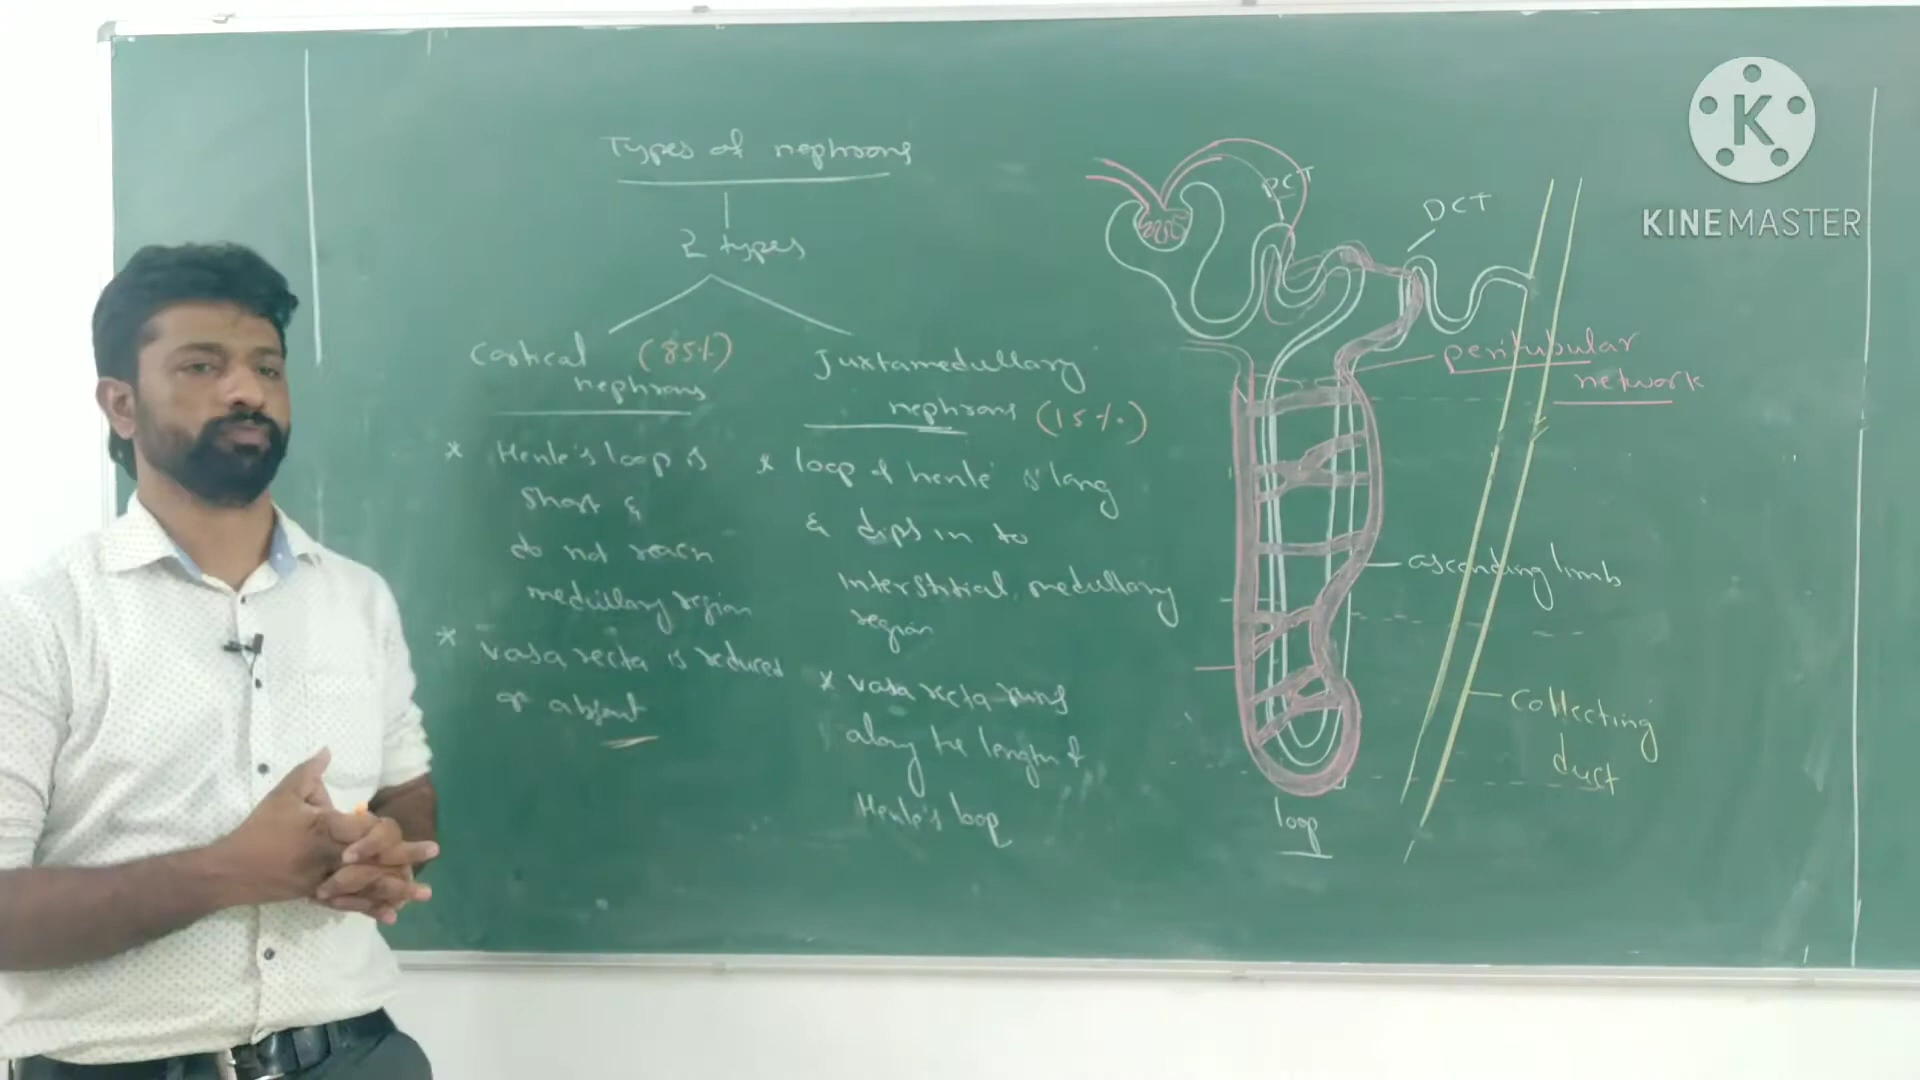 Types of nephrons
2 types
Cortical (85%)
nephrons
* Henle's loop is
short &
do not reach
medullary region
* vasa recta is reduced
or absent
Juxtamedullary
nephrons (15%)
* loop of henle is long
& dips in to
interstitial medullary
region
* vasa recta runs
along the length of
Henle's loop
PCT
DCT
peritubular
network
ascending limb
collecting
duct
loop
K
KINEMASTER